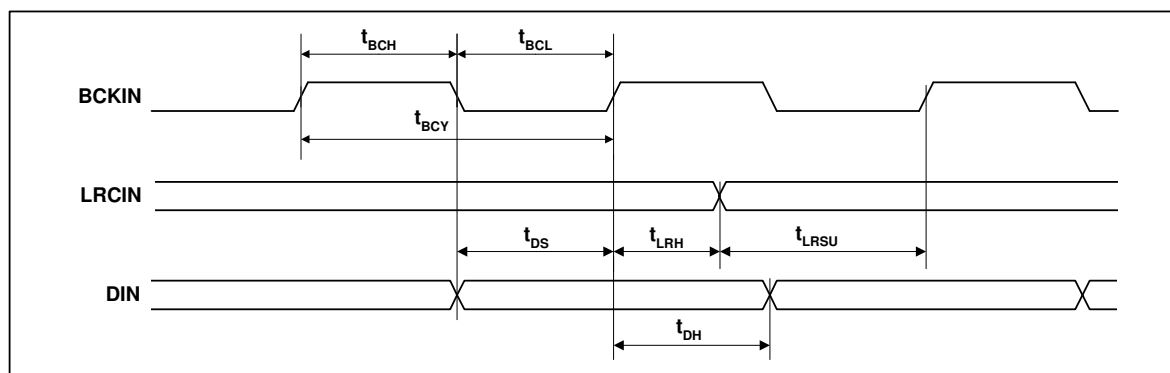 tBCH tBCL
BCKIN
tBCY
LRCIN
tDS tLRH tLRSU
DIN
tDH